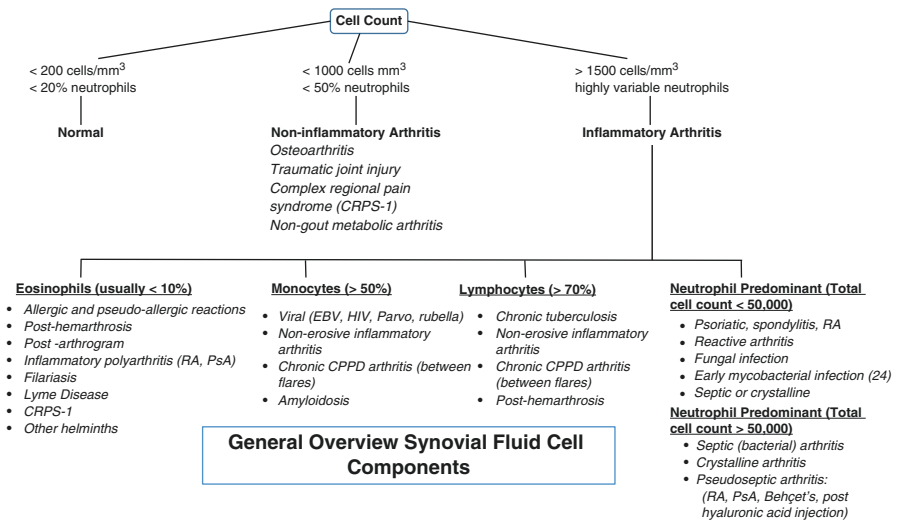 Cell Count
< 200 cells/mm³
< 20% neutrophils
Normal
< 1000 cells mm³
< 50% neutrophils
Non-inflammatory Arthritis
Osteoarthritis
Traumatic joint injury
Complex regional pain
syndrome (CRPS-1)
Non-gout metabolic arthritis
> 1500 cells/mm³
highly variable neutrophils
Inflammatory Arthritis
Eosinophils (usually < 10%)
• Allergic and pseudo-allergic reactions
• Post-hemarthrosis
• Post -arthrogram
• Inflammatory polyarthritis (RA, PsA)
• Filariasis
• Lyme Disease
• CRPS-1
• Other helminths
Monocytes (> 50%)
• Viral (EBV, HIV, Parvo, rubella)
• Non-erosive inflammatory
arthritis
• Chronic CPPD arthritis (between
flares)
• Amyloidosis
Lymphocytes (> 70%)
• Chronic tuberculosis
• Non-erosive inflammatory
arthritis
• Chronic CPPD arthritis
(between flares)
• Post-hemarthrosis
Neutrophil Predominant (Total
cell count < 50,000)
• Psoriatic, spondylitis, RA
• Reactive arthritis
• Fungal infection
• Early mycobacterial infection (24)
• Septic or crystalline
Neutrophil Predominant (Total
cell count > 50,000)
• Septic (bacterial) arthritis
• Crystalline arthritis
• Pseudoseptic arthritis:
(RA, PsA, Behçet's, post
hyaluronic acid injection)
General Overview Synovial Fluid Cell
Components